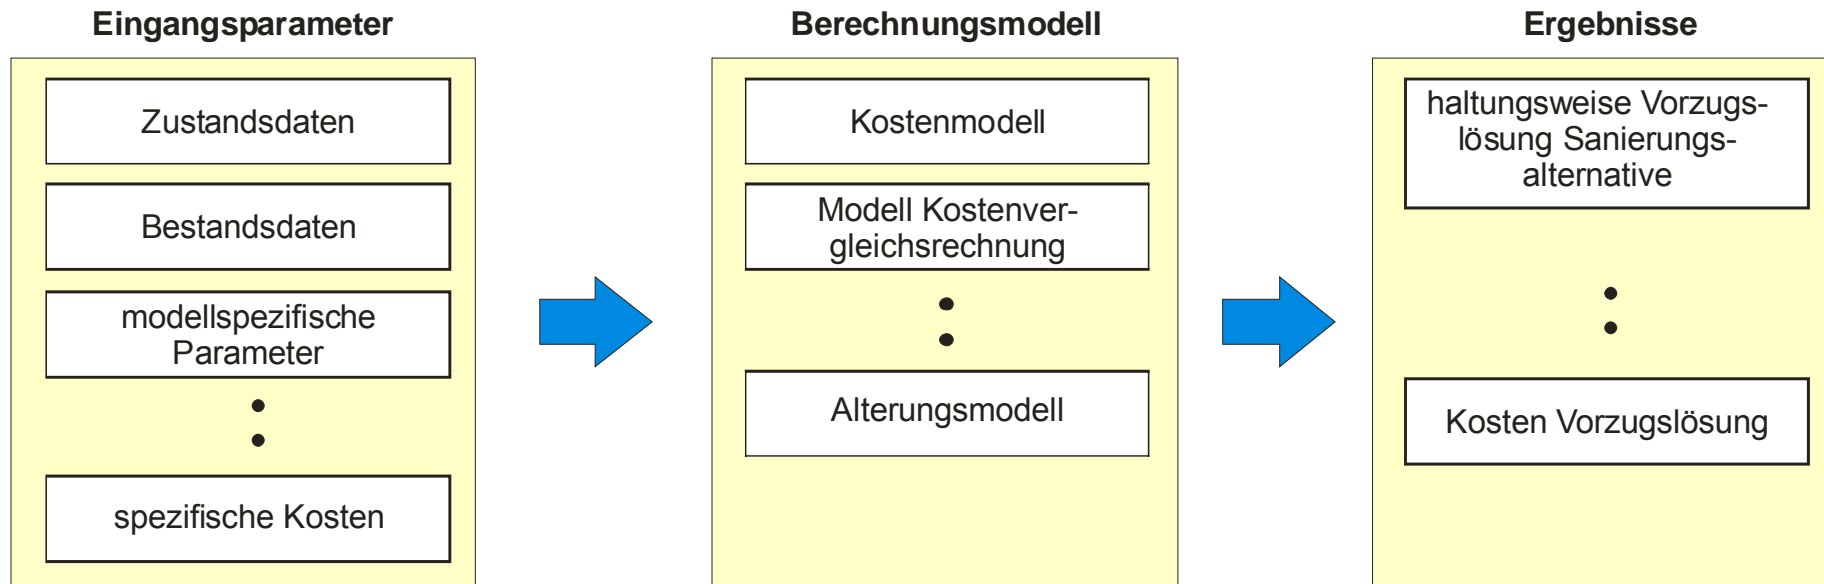 Eingangsparameter
Zustandsdaten
Bestandsdaten
modellspezifische
Parameter
spezifische Kosten
Berechnungsmodell
Kostenmodell
Modell Kostenver-
gleichsrechnung
Alterungsmodell
Ergebnisse
haltungsweise Vorzugs-
lösung Sanierungs-
alternative
Kosten Vorzugslösung